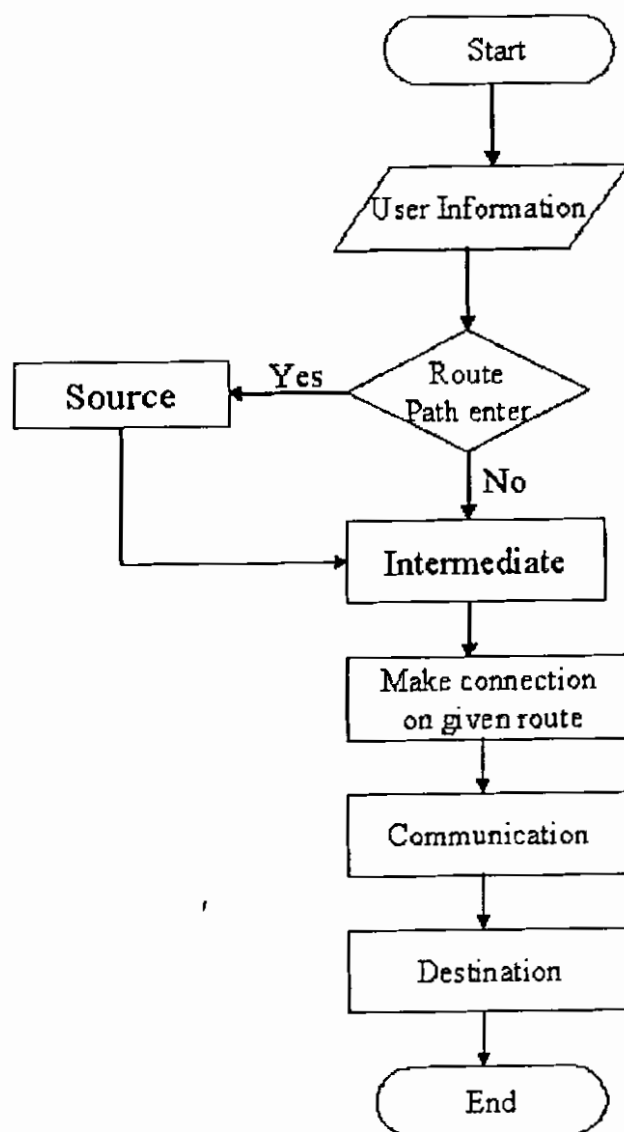 Start
User Information
Route
Path enter
Yes
Source
No
Intermediate
Make connection
on given route
Communication
Destination
End